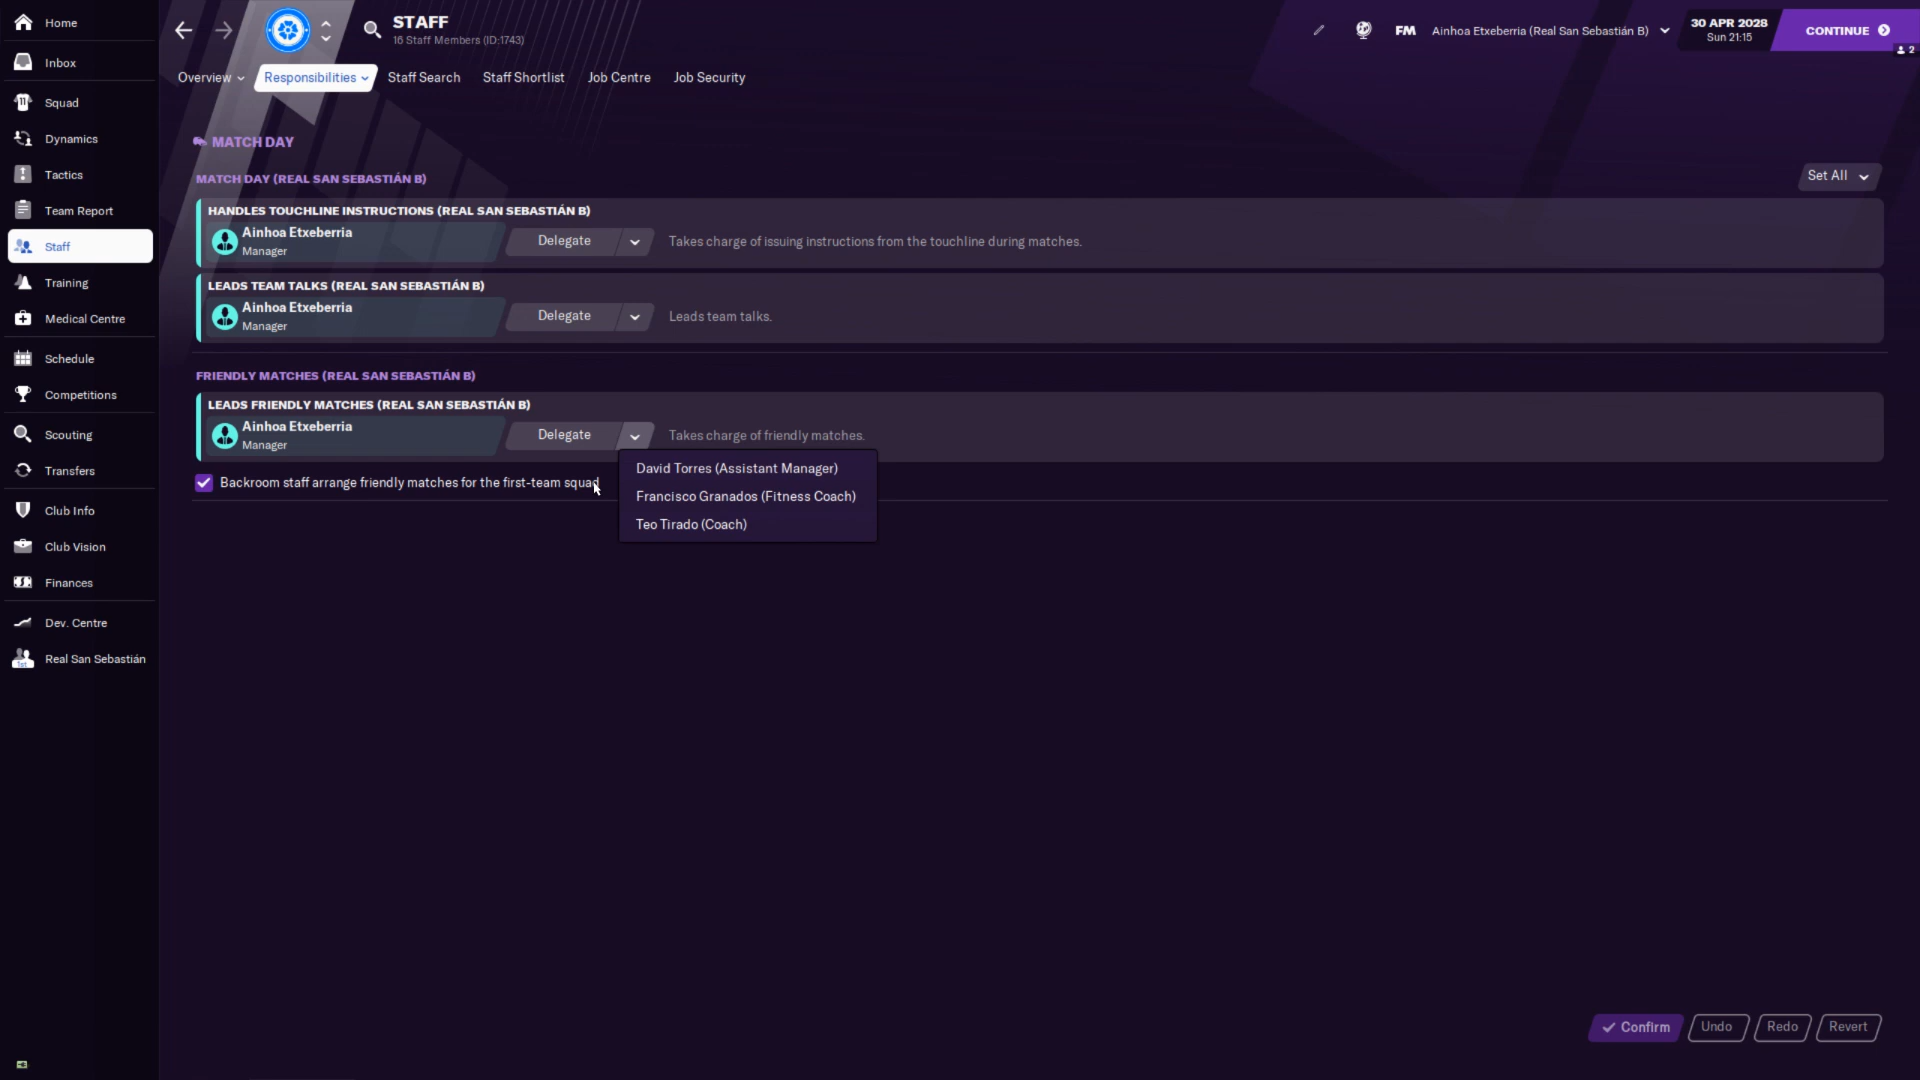 Home
Inbox
Squad
Dynamics
Tactics
Team Report
Staff
Training
Medical Centre
Schedule
Competitions
Scouting
Transfers
Club Info
Club Vision
Finances
Dev. Centre
1st
Real San Sebastián
STAFF
16 Staff Members (ID:1743)
FM
Ainhoa Etxeberria (Real San Sebastián B)
30 APR 2028
Sun 21:15
CONTINUE
2
Overview
Responsibilities
Staff Search
Staff Shortlist
Job Centre
Job Security
MATCH DAY
MATCH DAY (REAL SAN SEBASTIÁN B)
Set All
HANDLES TOUCHLINE INSTRUCTIONS (REAL SAN SEBASTIÁN B)
Ainhoa Etxeberria
Manager
Delegate
Takes charge of issuing instructions from the touchline during matches.
LEADS TEAM TALKS (REAL SAN SEBASTIÁN B)
Ainhoa Etxeberria
Manager
Delegate
Leads team talks.
FRIENDLY MATCHES (REAL SAN SEBASTIÁN B)
LEADS FRIENDLY MATCHES (REAL SAN SEBASTIÁN B)
Ainhoa Etxeberria
Manager
Delegate
Takes charge of friendly matches.
David Torres (Assistant Manager)
Francisco Granados (Fitness Coach)
Teo Tirado (Coach)
Backroom staff arrange friendly matches for the first-team squad
Confirm
Undo
Redo
Revert